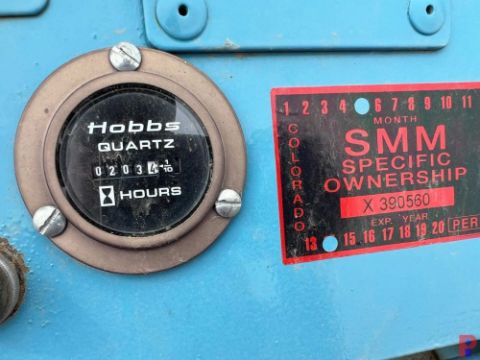 Hobbs
QUARTZ
02034 1/10
HOURS
1 2 3 4 6 7 8 9 10 11
MONTH
COLORADO
SMM
SPECIFIC
OWNERSHIP
X 390560
EXP. YEAR
13 15 16 17 18 19 20 PER